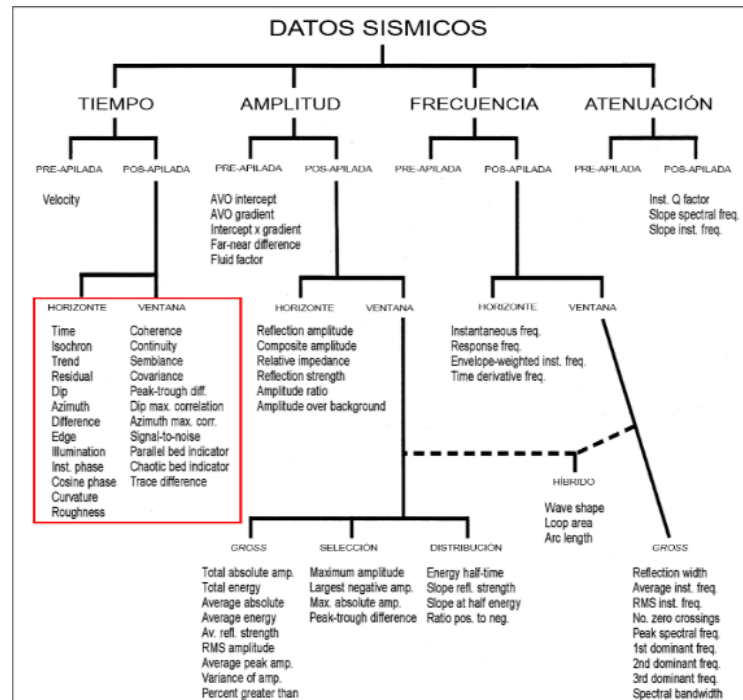 DATOS SISMICOS
TIEMPO
AMPLITUD
FRECUENCIA
ATENUACIÓN
PRE-APILADA
POS-APILADA
PRE-APILADA
POS-APILADA
PRE-APILADA
POS-APILADA
PRE-APILADA
POS-APILADA
Velocity
AVO intercept
AVO gradient
Intercept x gradient
Far-near difference
Fluid factor
Inst. Q factor
Slope spectral freq.
Slope inst. freq.
HORIZONTE
Time
Isochron
Trend
Residual
Dip
Azimuth
Difference
Edge
Illumination
Inst. phase
Cosine phase
Curvature
Roughness
VENTANA
Coherence
Continuity
Semblance
Covariance
Peak-trough diff.
Dip max. correlation
Azimuth max. corr.
Signal-to-noise
Parallel bed indicator
Chaotic bed indicator
Trace difference
HORIZONTE
Reflection amplitude
Composite amplitude
Relative impedance
Reflection strength
Amplitude ratio
Amplitude over background
VENTANA
HORIZONTE
Instantaneous freq.
Response freq.
Envelope-weighted inst. freq.
Time derivative freq.
VENTANA
HÍBRIDO
Wave shape
Loop area
Arc length
GROSS
Total absolute amp.
Total energy
Average absolute
Average energy
Av. refl. strength
RMS amplitude
Average peak amp.
Variance of amp.
Percent greater than
SELECCIÓN
Maximum amplitude
Largest negative amp.
Max. absolute amp.
Peak-trough difference
DISTRIBUCIÓN
Energy half-time
Slope refl. strength
Slope at half energy
Ratio pos. to neg.
GROSS
Reflection width
Average inst. freq.
RMS inst. freq.
No. zero crossings
Peak spectral freq.
1st dominant freq.
2nd dominant freq.
3rd dominant freq.
Spectral bandwidth